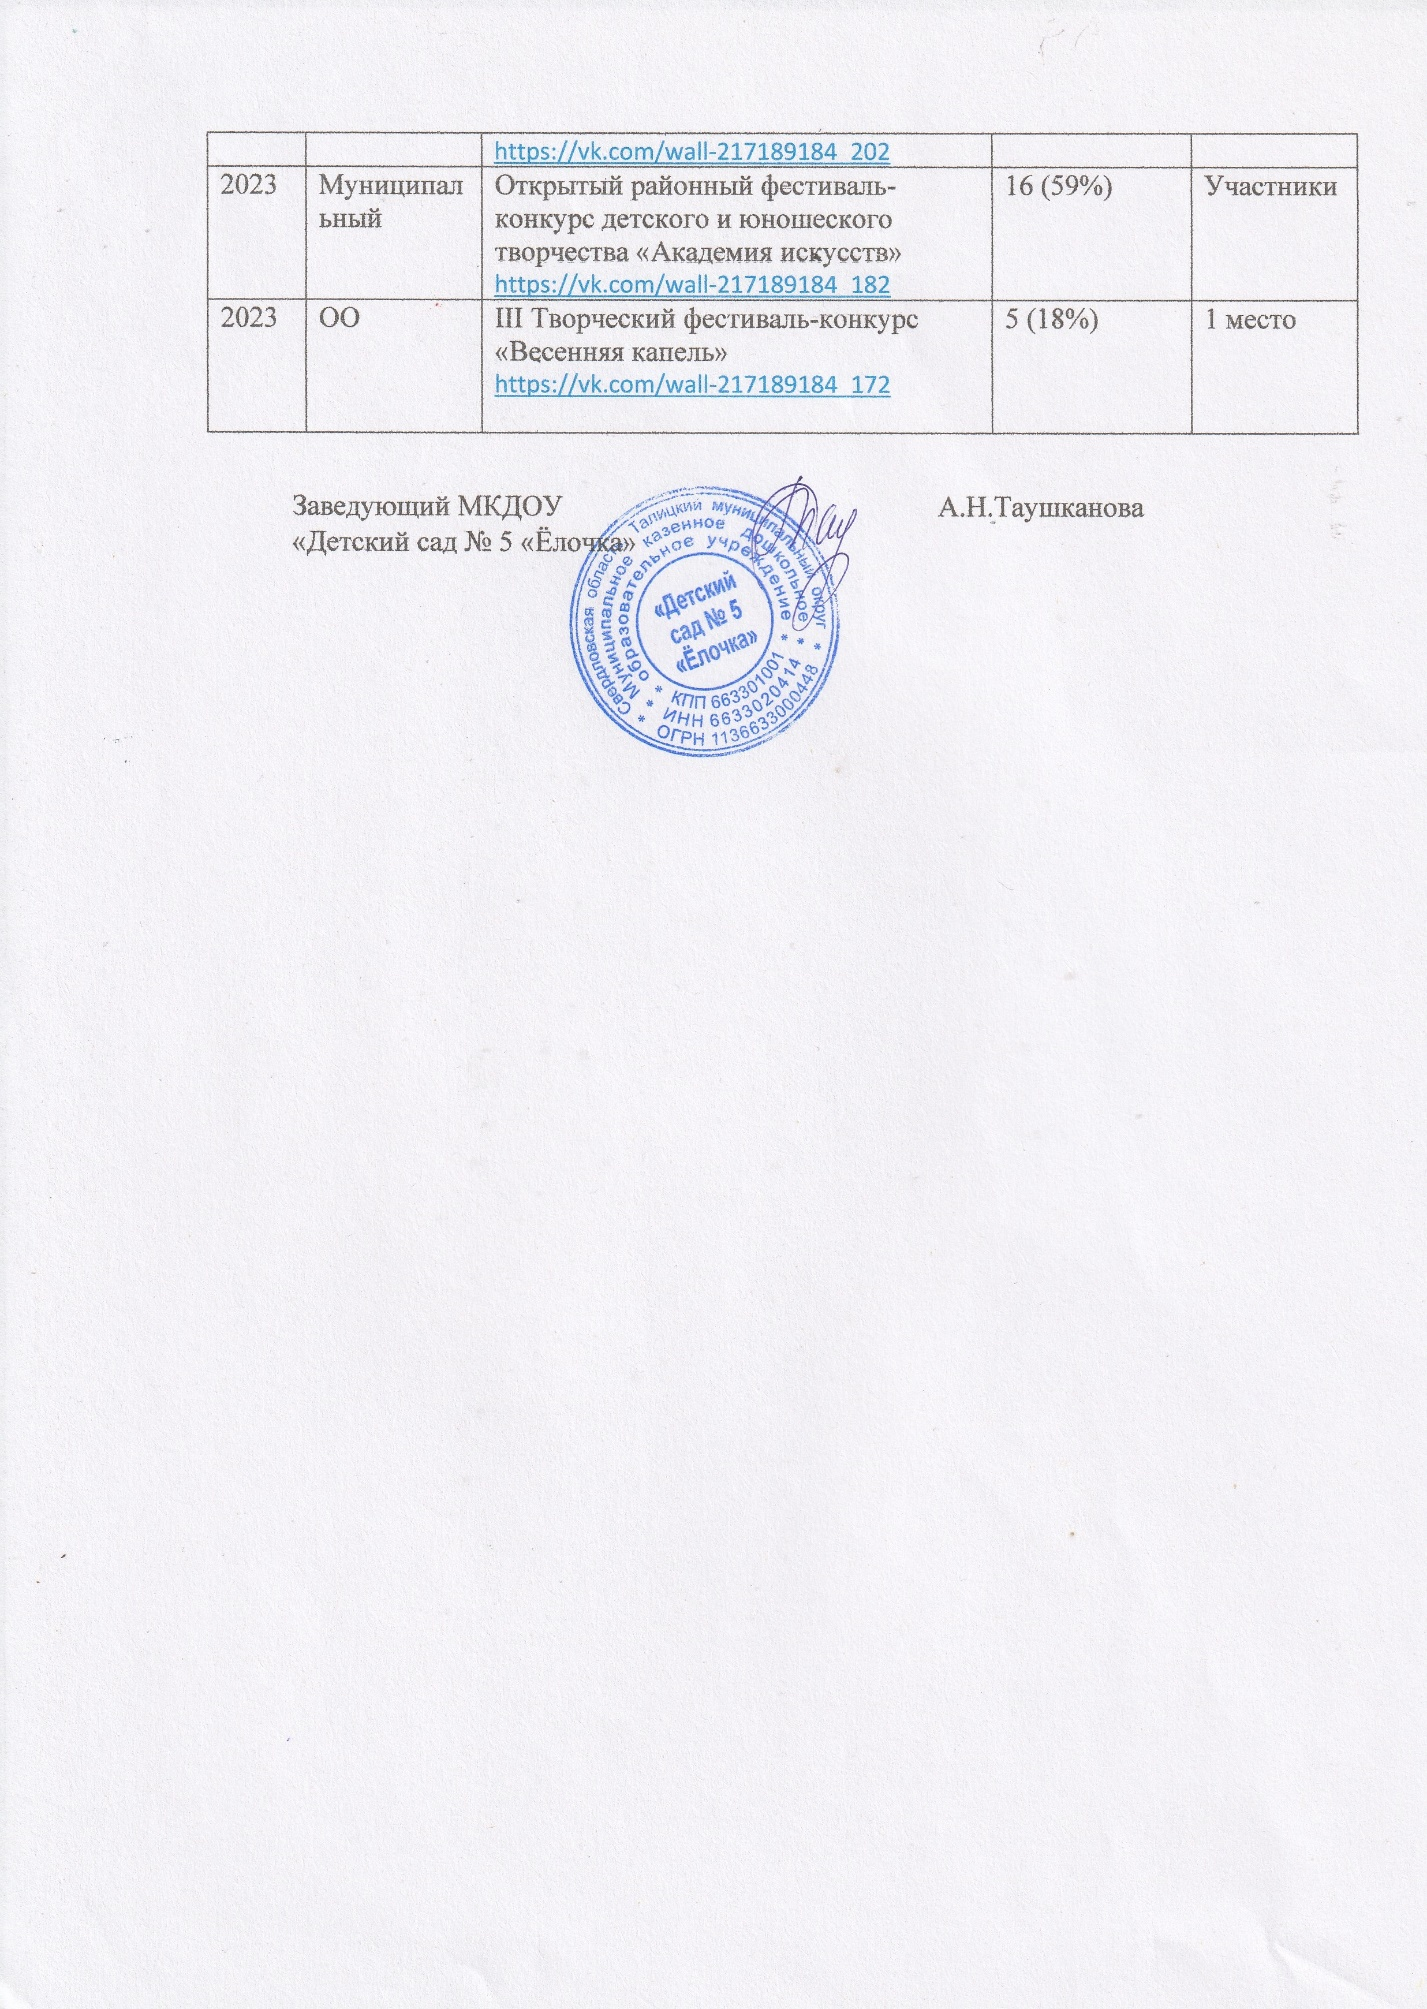 https://vk.com/wall-217189184_202
2023 Муниципал Открытый районный фестиваль- 16 (59%) Участники
ьный конкурс детского и юношеского
творчества «Академия искусств»
https://vk.com/wall-217189184_182
2023 ОО III Творческий фестиваль-конкурс 5 (18%) 1 место
«Весенняя капель»
https://vk.com/wall-217189184_172
Заведующий МКДОУ А.Н.Таушканова
«Детский сад № 5 «Ёлочка»
* Свердловская область Талицкий муниципальный округ *
* Муниципальное казенное дошкольное *
* образовательное учреждение *
«Детский
сад № 5
«Ёлочка»
КПП 663301001
ИНН 6633020414
ОГРН 1136633000448